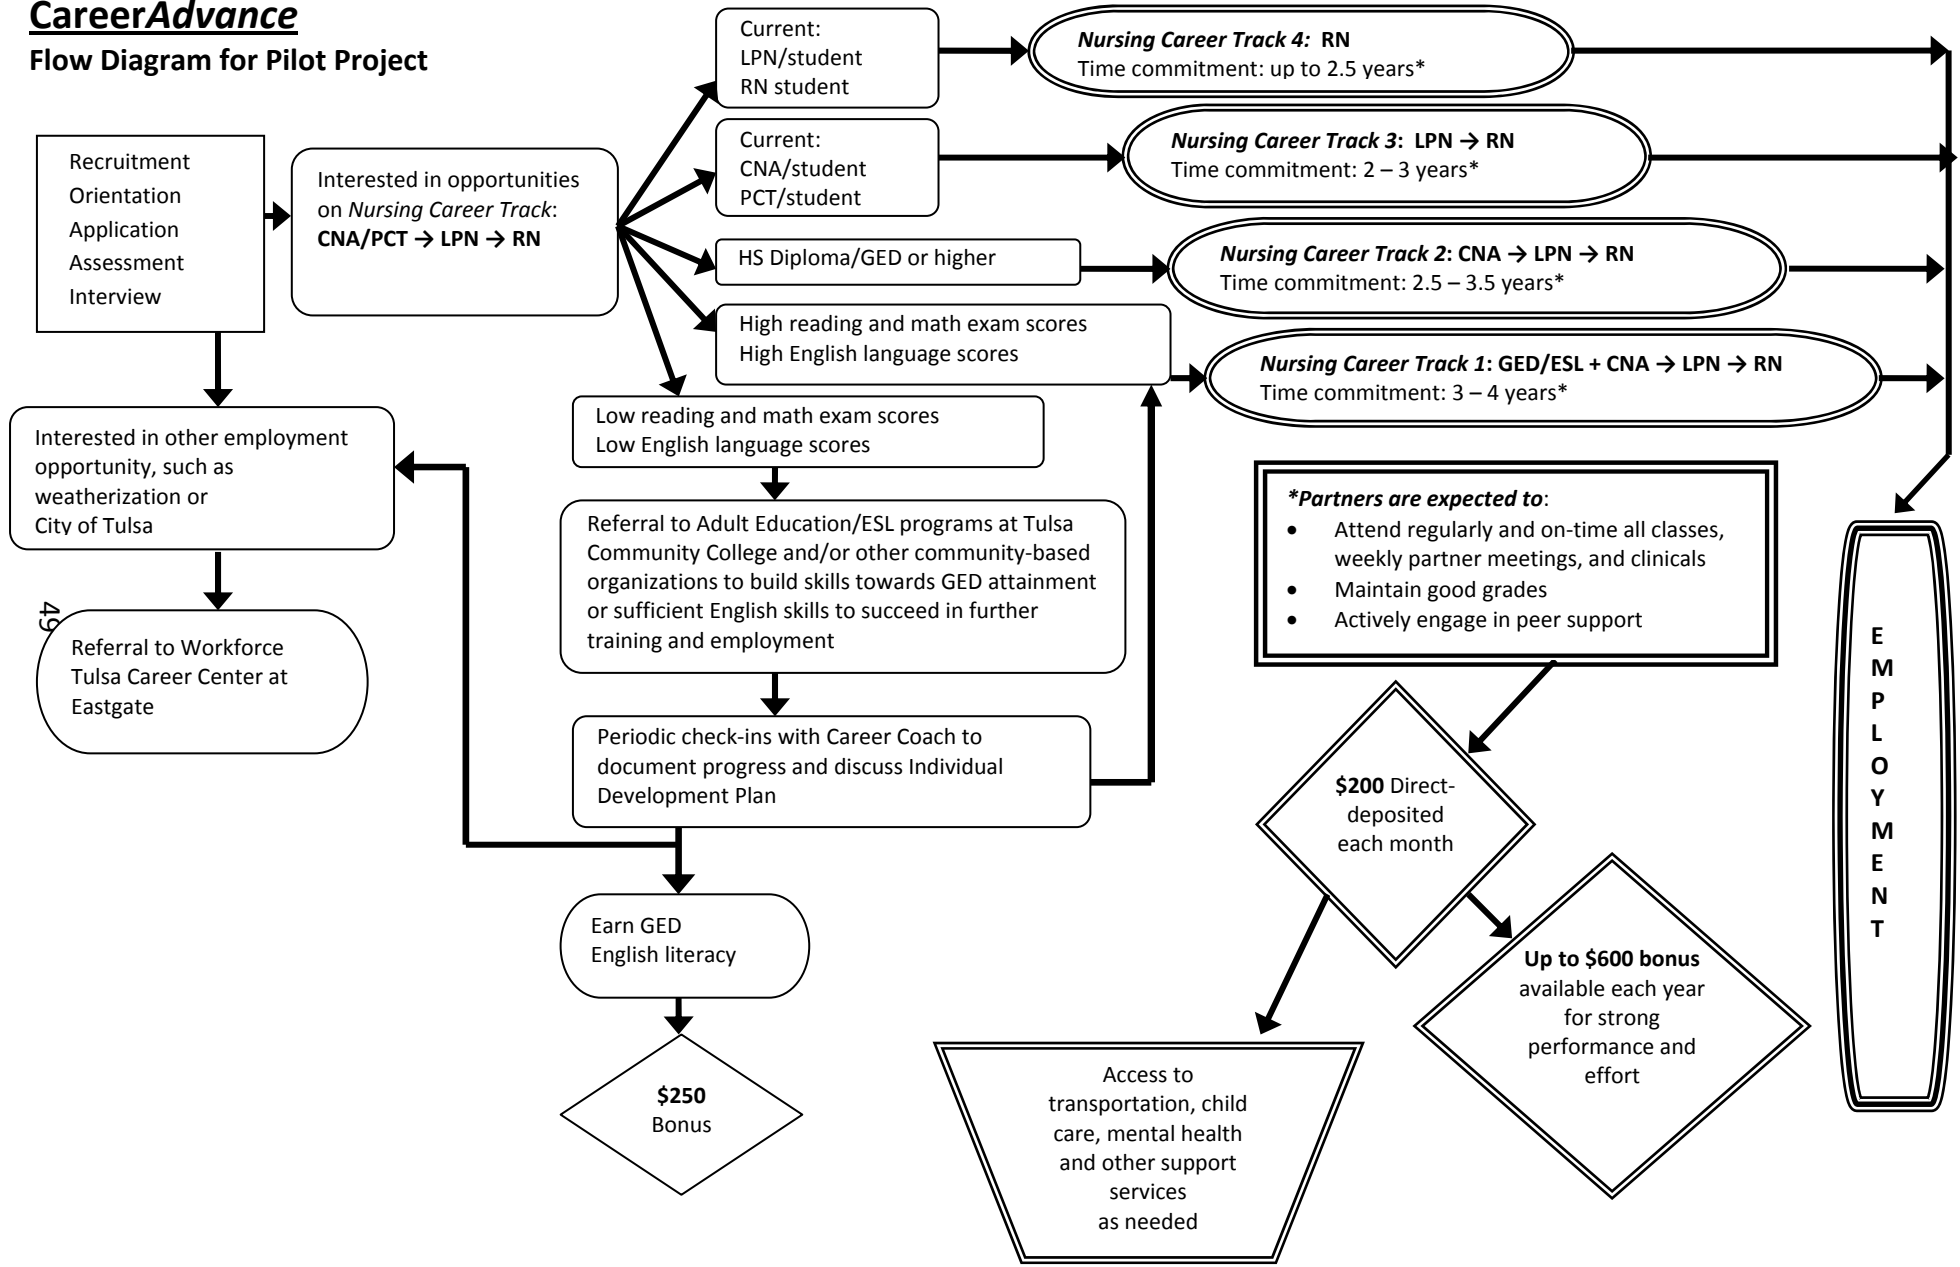 CareerAdvance
Flow Diagram for Pilot Project
Recruitment
Orientation
Application
Assessment
Interview
Interested in opportunities
on Nursing Career Track:
CNA/PCT → LPN → RN
Current:
LPN/student
RN student
Nursing Career Track 4: RN
Time commitment: up to 2.5 years*
Current:
CNA/student
PCT/student
Nursing Career Track 3: LPN → RN
Time commitment: 2 – 3 years*
HS Diploma/GED or higher
Nursing Career Track 2: CNA → LPN → RN
Time commitment: 2.5 – 3.5 years*
High reading and math exam scores
High English language scores
Nursing Career Track 1: GED/ESL + CNA → LPN → RN
Time commitment: 3 – 4 years*
Low reading and math exam scores
Low English language scores
Interested in other employment
opportunity, such as
weatherization or
City of Tulsa
Referral to Workforce
Tulsa Career Center at
Eastgate
49
Referral to Adult Education/ESL programs at Tulsa
Community College and/or other community-based
organizations to build skills towards GED attainment
or sufficient English skills to succeed in further
training and employment
Periodic check-ins with Career Coach to
document progress and discuss Individual
Development Plan
Earn GED
English literacy
$250
Bonus
*Partners are expected to:
• Attend regularly and on-time all classes,
weekly partner meetings, and clinicals
• Maintain good grades
• Actively engage in peer support
$200 Direct-
deposited
each month
Up to $600 bonus
available each year
for strong
performance and
effort
Access to
transportation, child
care, mental health
and other support
services
as needed
E
M
P
L
O
Y
M
E
N
T